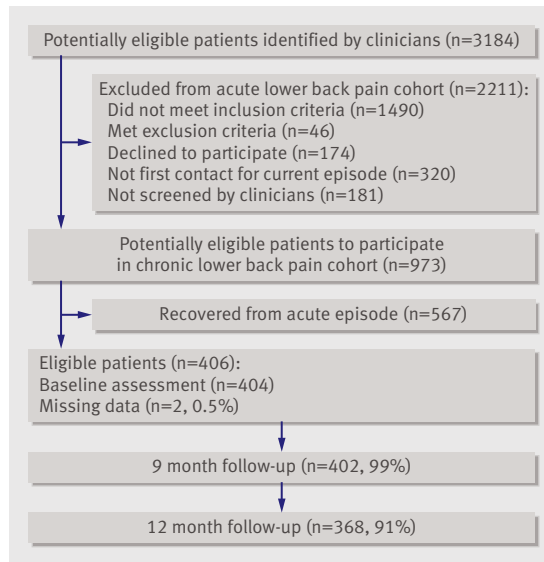 Potentially eligible patients identified by clinicians (n=3184)
Excluded from acute lower back pain cohort (n=2211):
Did not meet inclusion criteria (n=1490)
Met exclusion criteria (n=46)
Declined to participate (n=174)
Not first contact for current episode (n=320)
Not screened by clinicians (n=181)
Potentially eligible patients to participate
in chronic lower back pain cohort (n=973)
Recovered from acute episode (n=567)
Eligible patients (n=406):
Baseline assessment (n=404)
Missing data (n=2, 0.5%)
9 month follow-up (n=402, 99%)
12 month follow-up (n=368, 91%)